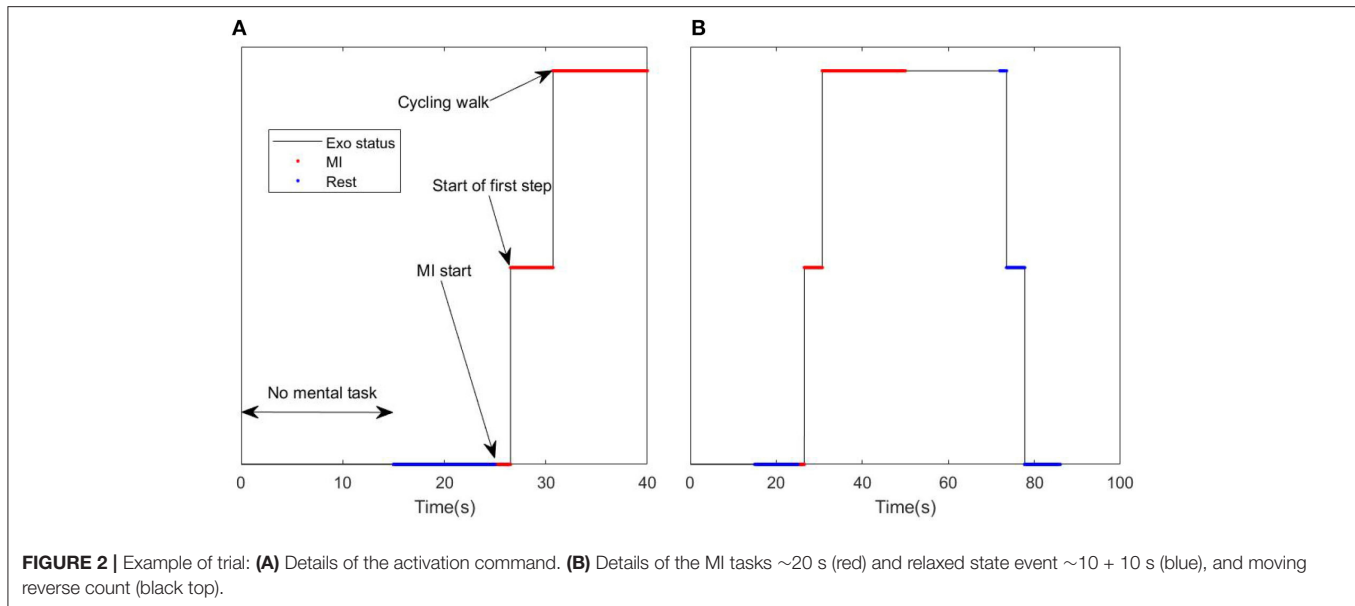 A
B
Cycling walk
Exo status
MI
Rest
Start of first step
MI start
No mental task
0 10 20 30 40
0 20 40 60 80 100
Time(s)
Time(s)
FIGURE 2 | Example of trial: (A) Details of the activation command. (B) Details of the MI tasks ∼20 s (red) and relaxed state event ∼10 + 10 s (blue), and moving
reverse count (black top).